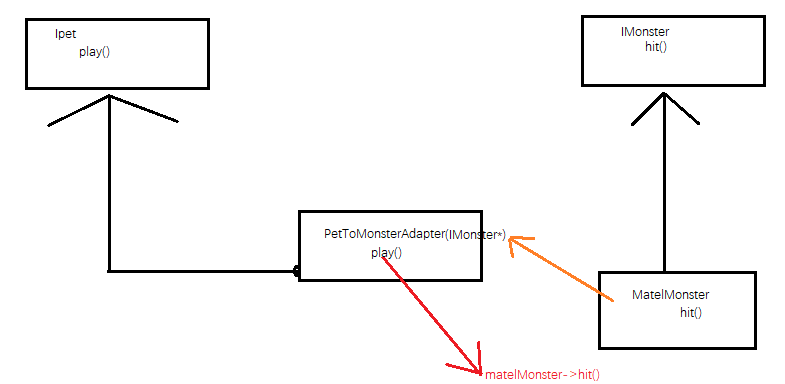 Ipet
play()
IMonster
hit()
PetToMonsterAdapter(IMonster*)
play()
MatelMonster
hit()
matelMonster->hit()